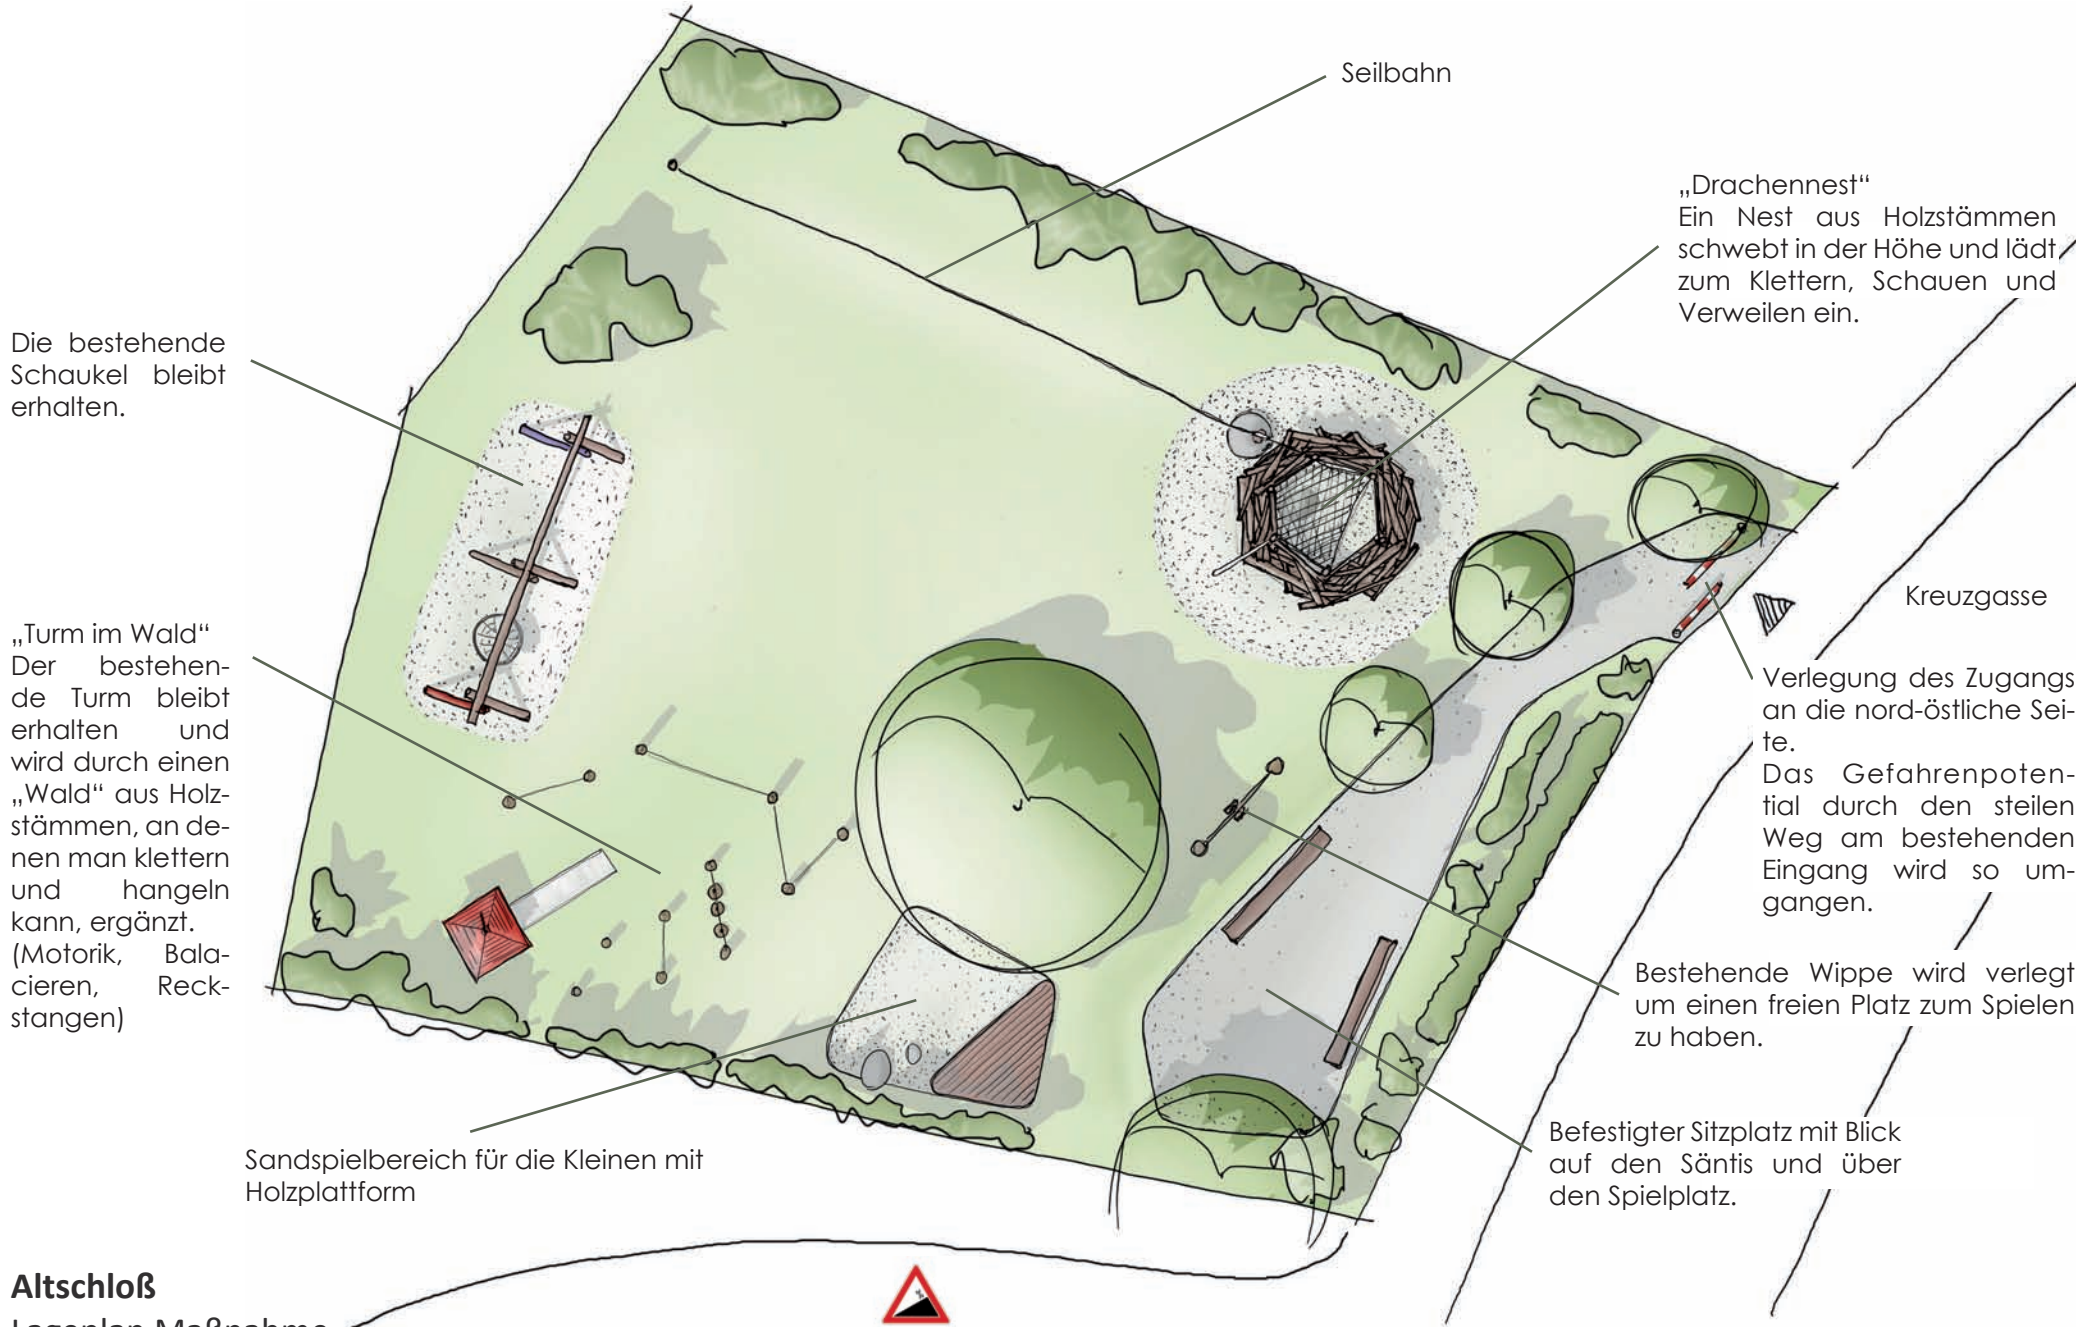 Seilbahn
„Drachennest“
Ein Nest aus Holzstämmen
schwebt in der Höhe und lädt
zum Klettern, Schauen und
Verweilen ein.
Die bestehende
Schaukel bleibt
erhalten.
„Turm im Wald“
Der bestehen-
de Turm bleibt
erhalten und
wird durch einen
„Wald“ aus Holz-
stämmen, an de-
nen man klettern
und hangeln
kann, ergänzt.
(Motorik, Bala-
cieren, Reck-
stangen)
Kreuzgasse
Verlegung des Zugangs
an die nord-östliche Sei-
te.
Das Gefahrenpoten-
tial durch den steilen
Weg am bestehenden
Eingang wird so um-
gangen.
Bestehende Wippe wird verlegt
um einen freien Platz zum Spielen
zu haben.
Befestigter Sitzplatz mit Blick
auf den Säntis und über
den Spielplatz.
Sandspielbereich für die Kleinen mit
Holzplattform
Altschloß
Lageplan Maßnahme